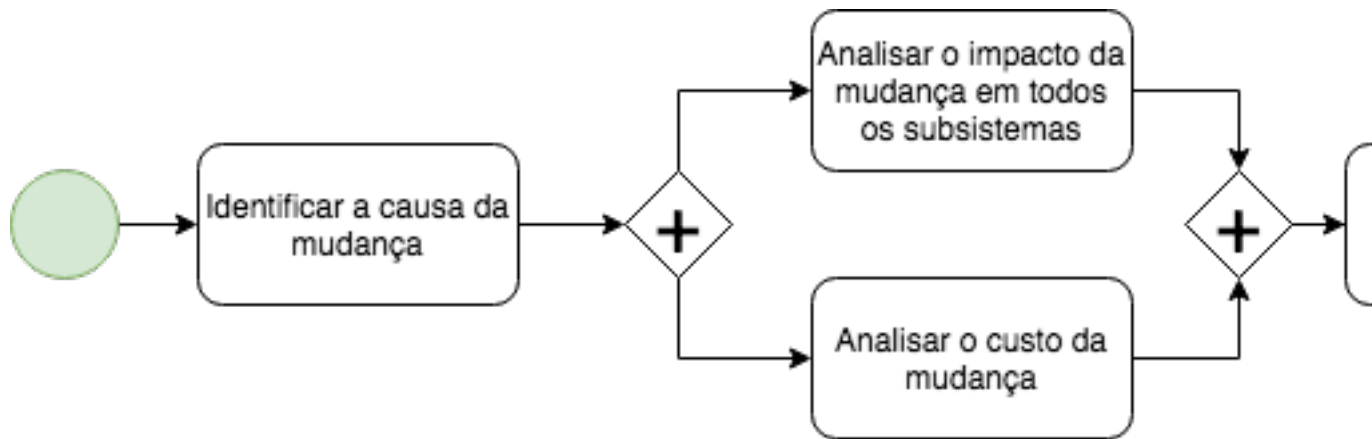 Identificar a causa da
mudança
Analisar o impacto da
mudança em todos
os subsistemas
Analisar o custo da
mudança